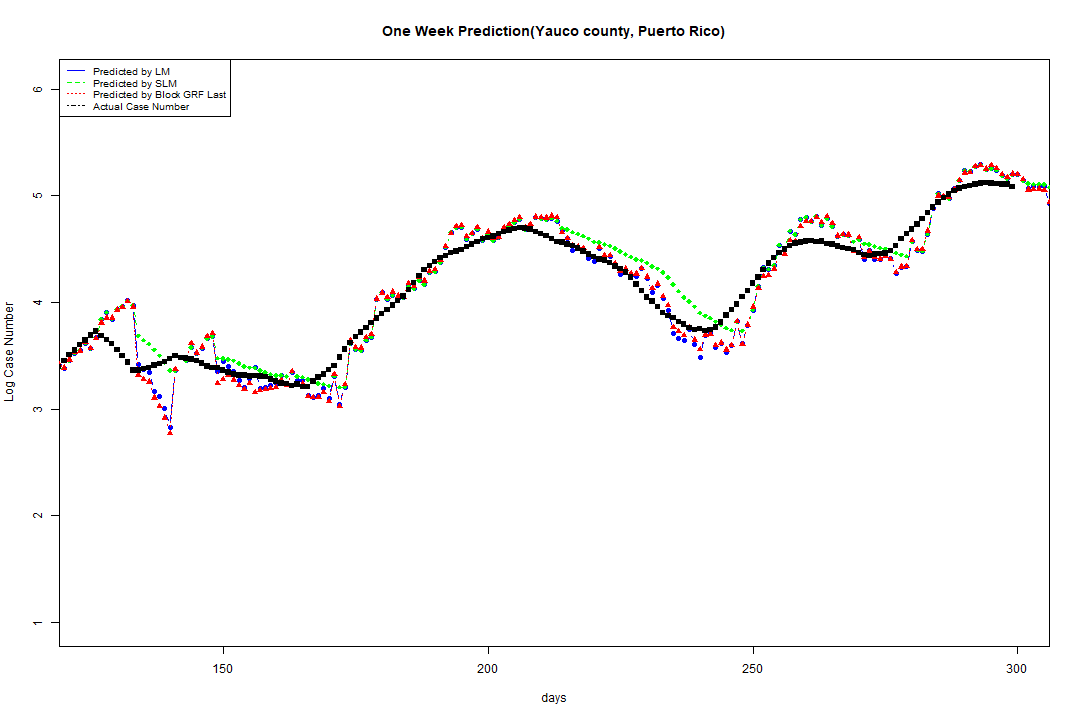 One Week Prediction(Yauco county, Puerto Rico)
Predicted by LM
Predicted by SLM
Predicted by Block GRF Last
Actual Case Number
Log Case Number
6
5
4
3
2
1
150 200 250 300
days